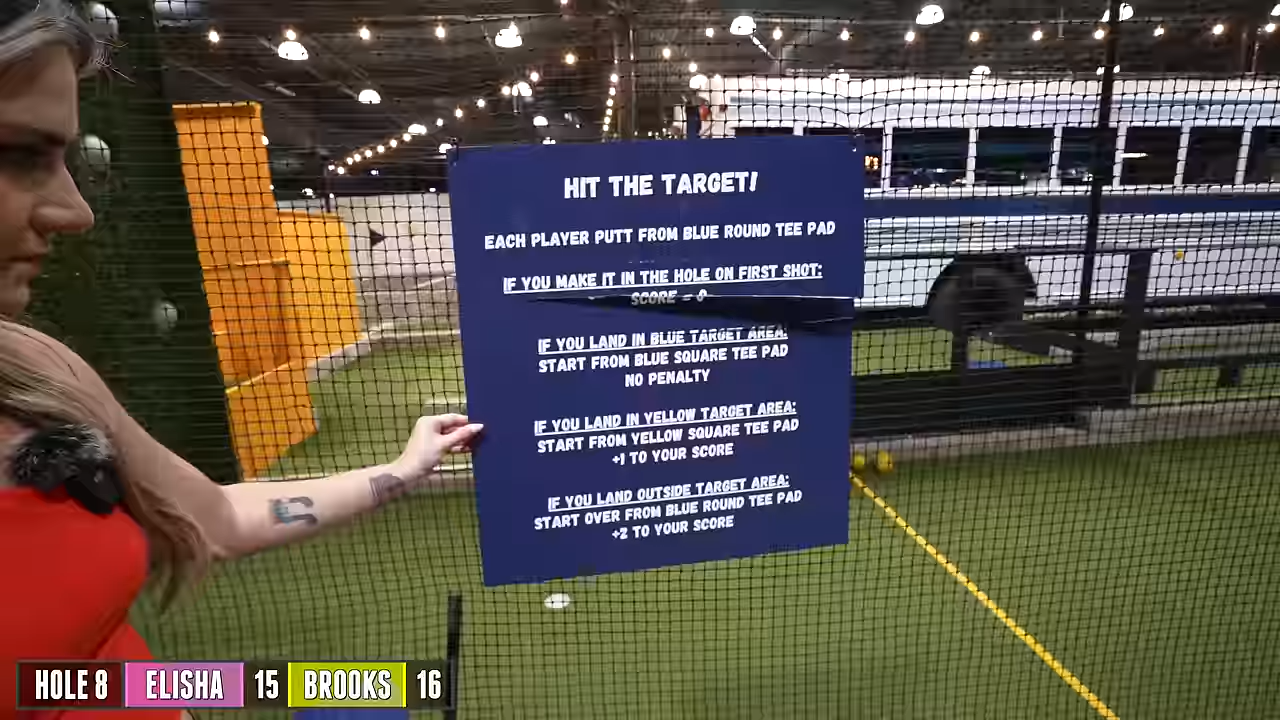 HIT THE TARGET!
EACH PLAYER PUTT FROM BLUE ROUND TEE PAD
IF YOU MAKE IT IN THE HOLE ON FIRST SHOT:
SCORE = 0
IF YOU LAND IN BLUE TARGET AREA:
START FROM BLUE SQUARE TEE PAD
NO PENALTY
IF YOU LAND IN YELLOW TARGET AREA:
START FROM YELLOW SQUARE TEE PAD
+1 TO YOUR SCORE
IF YOU LAND OUTSIDE TARGET AREA:
START OVER FROM BLUE ROUND TEE PAD
+2 TO YOUR SCORE
HOLE 8 ELISHA 15 BROOKS 16